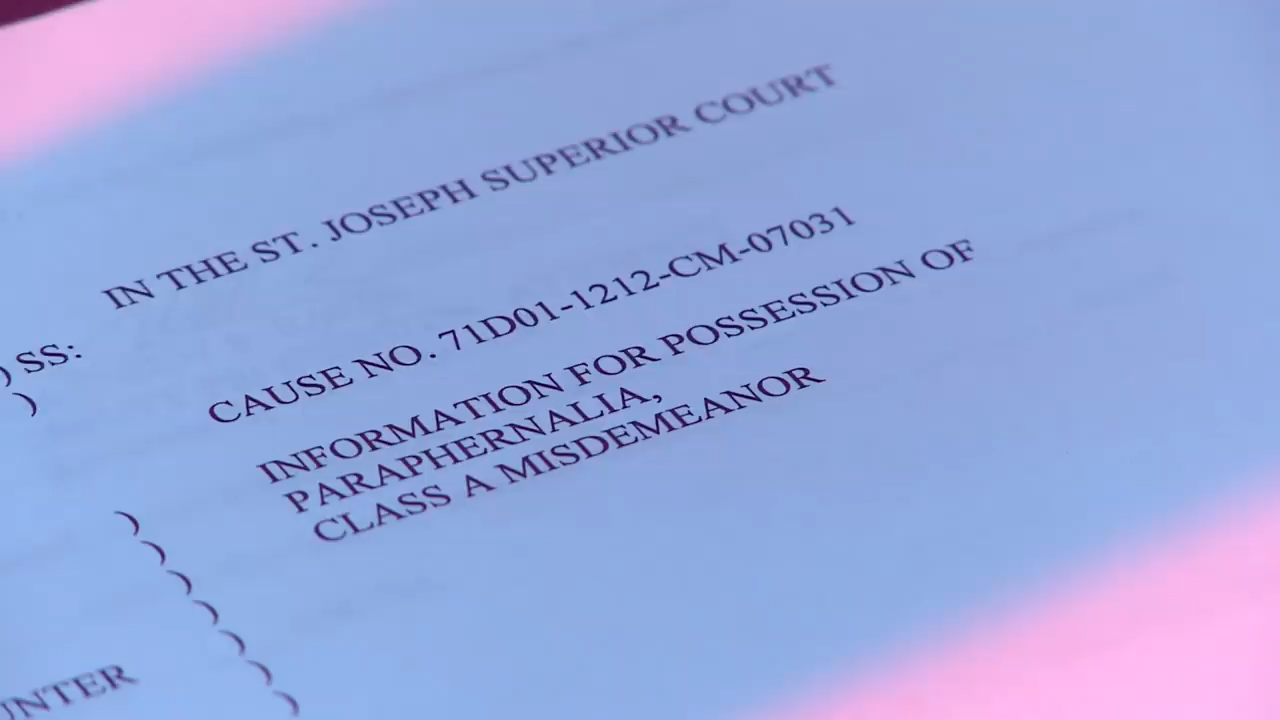 IN THE ST. JOSEPH SUPERIOR COURT
) SS:
)
CAUSE NO. 71D01-1212-CM-07031
INFORMATION FOR POSSESSION OF
PARAPHERNALIA,
CLASS A MISDEMEANOR
)
)
)
)
)
)
)